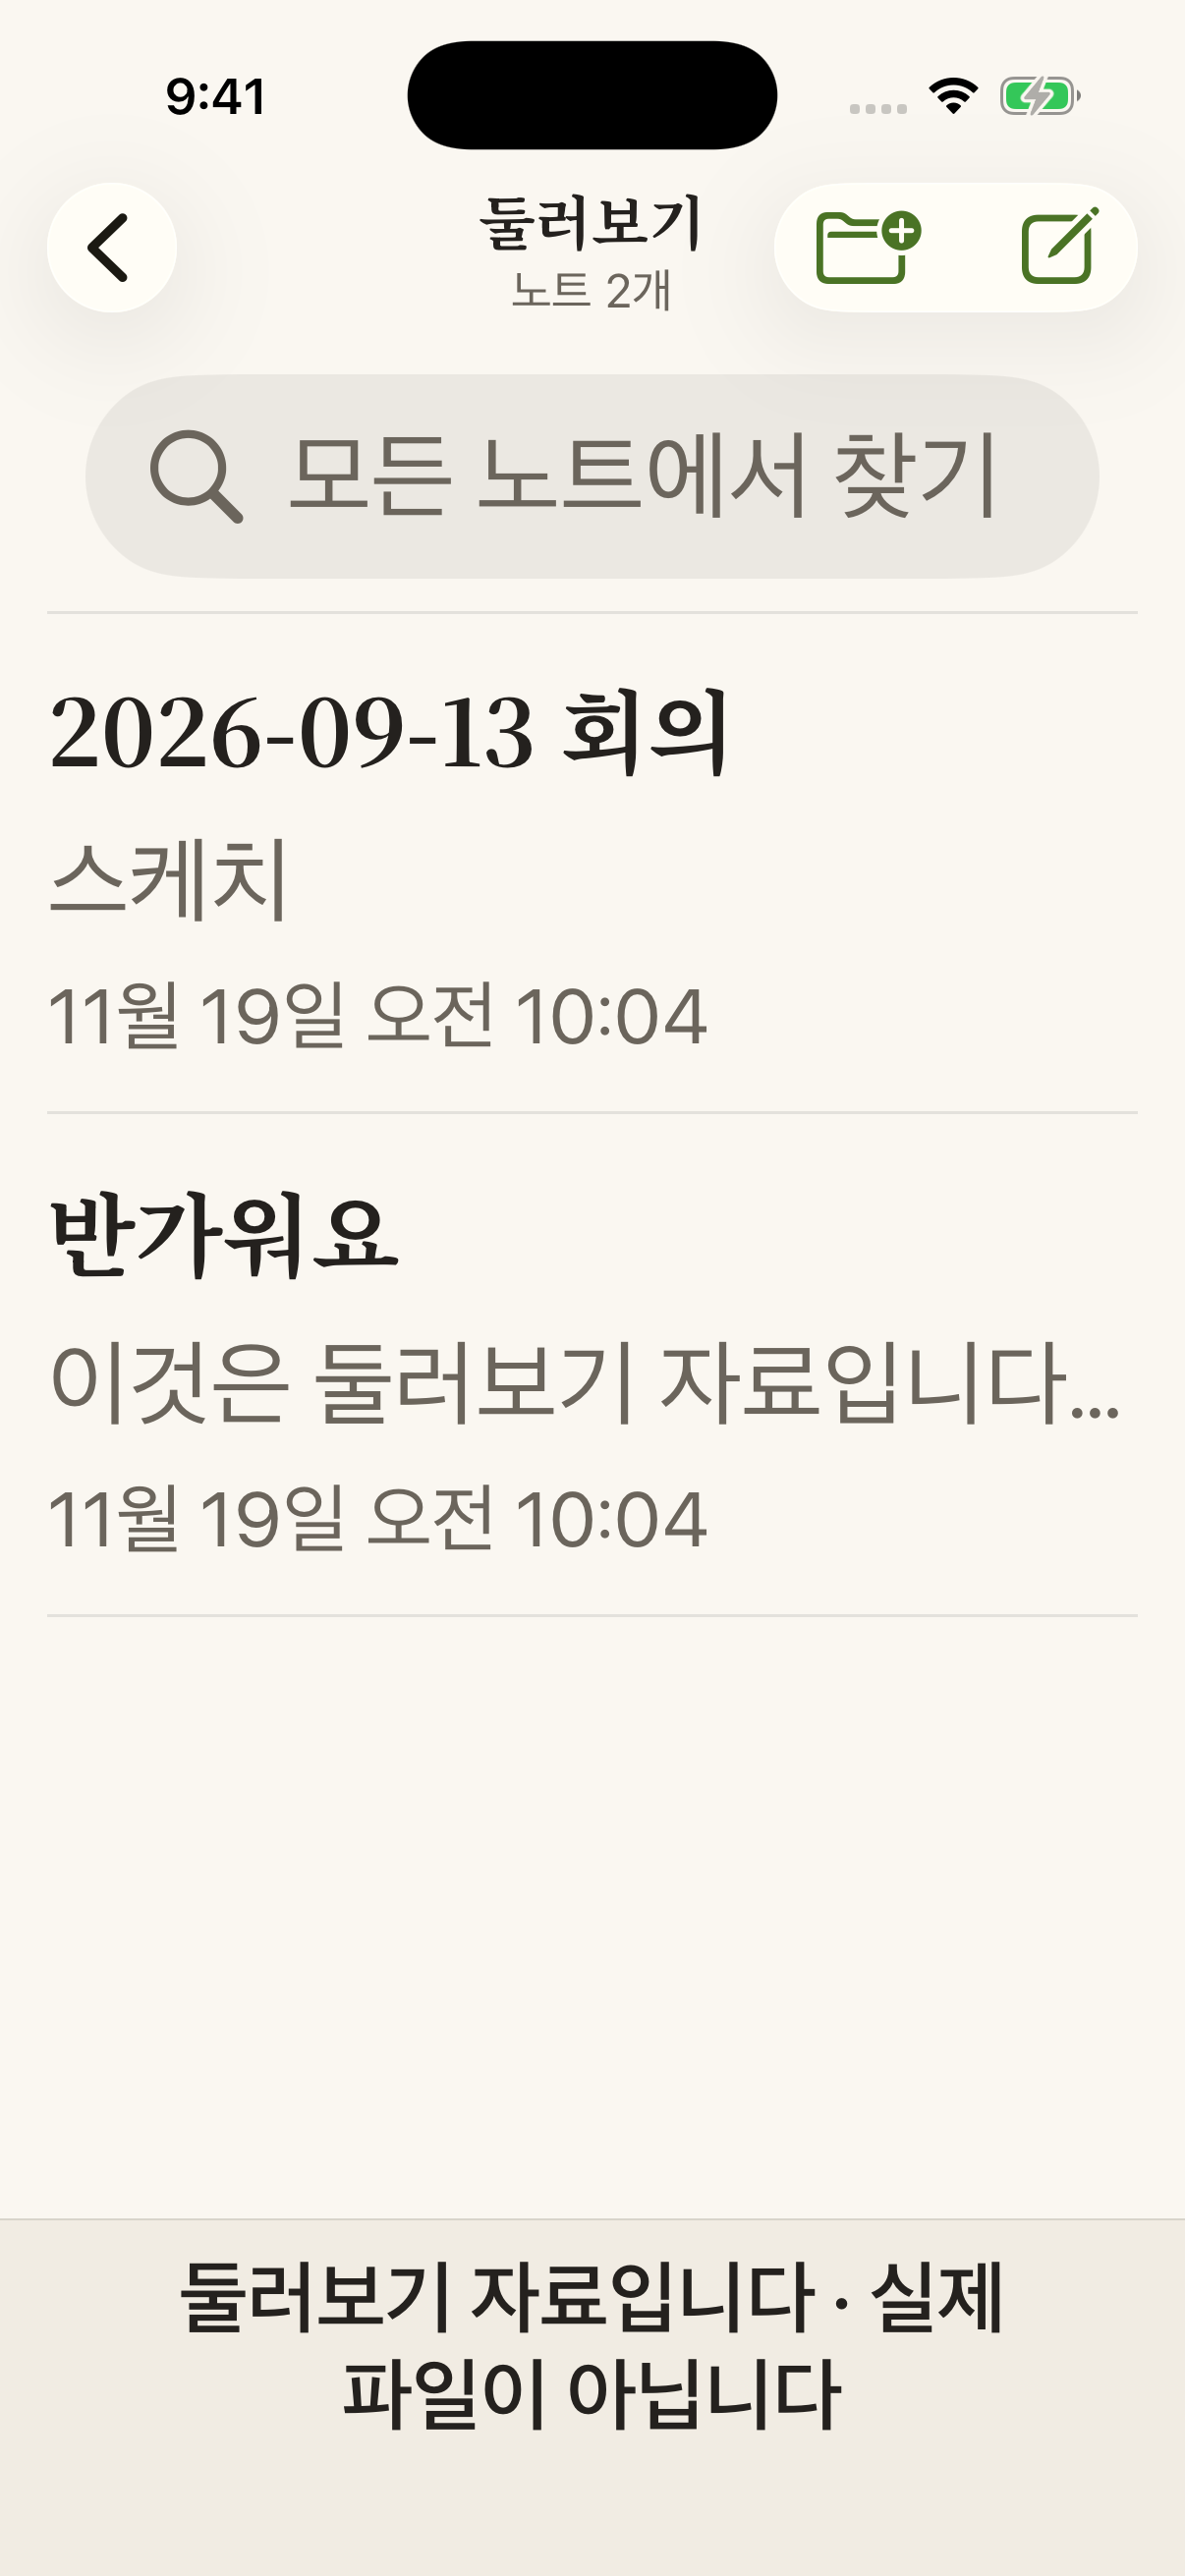 9:41
둘러보기
노트 2개
모든 노트에서 찾기
2026-09-13 회의
스케치
11월 19일 오전 10:04
반가워요
이것은 둘러보기 자료입니다...
11월 19일 오전 10:04
둘러보기 자료입니다 · 실제
파일이 아닙니다